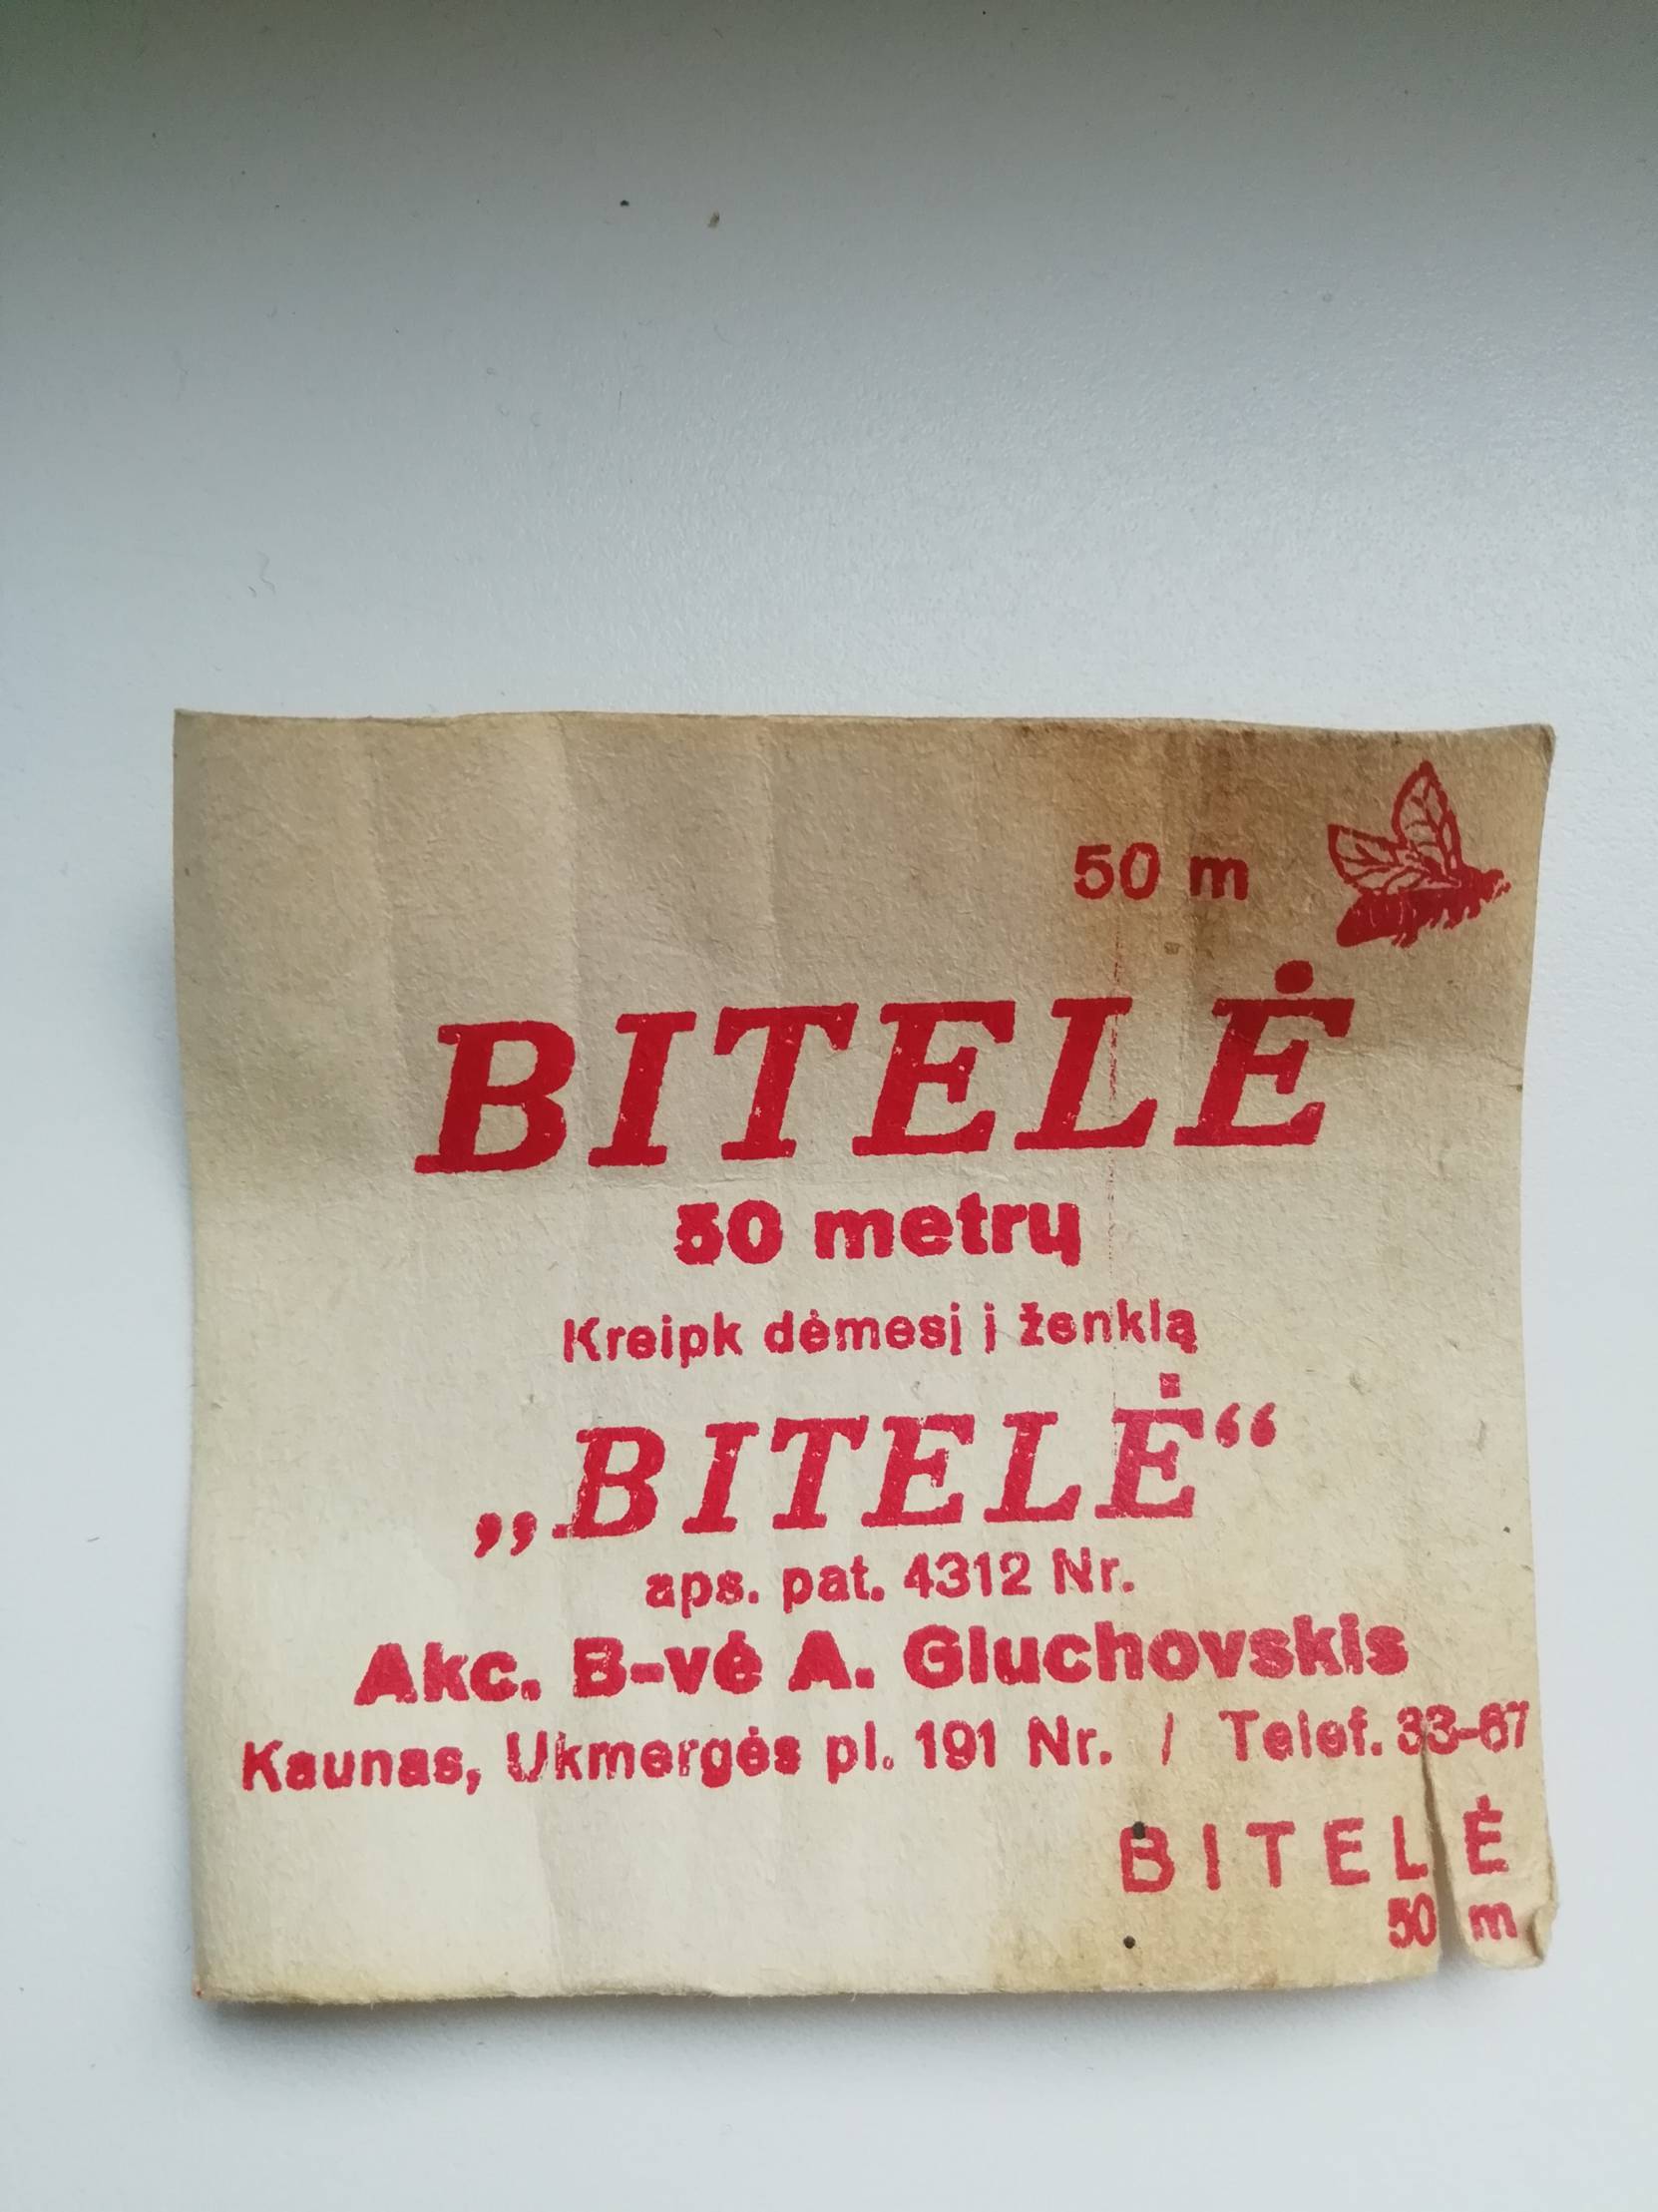 50 m
BITELĖ
50 metrų
Kreipk dėmesį į ženklą
„BITELĖ“
aps. pat. 4312 Nr.
Akc. B-vė A. Gluchovskis
Kaunas, Ukmergės pl. 191 Nr. / Telef. 33-67
BITELĖ
50 m